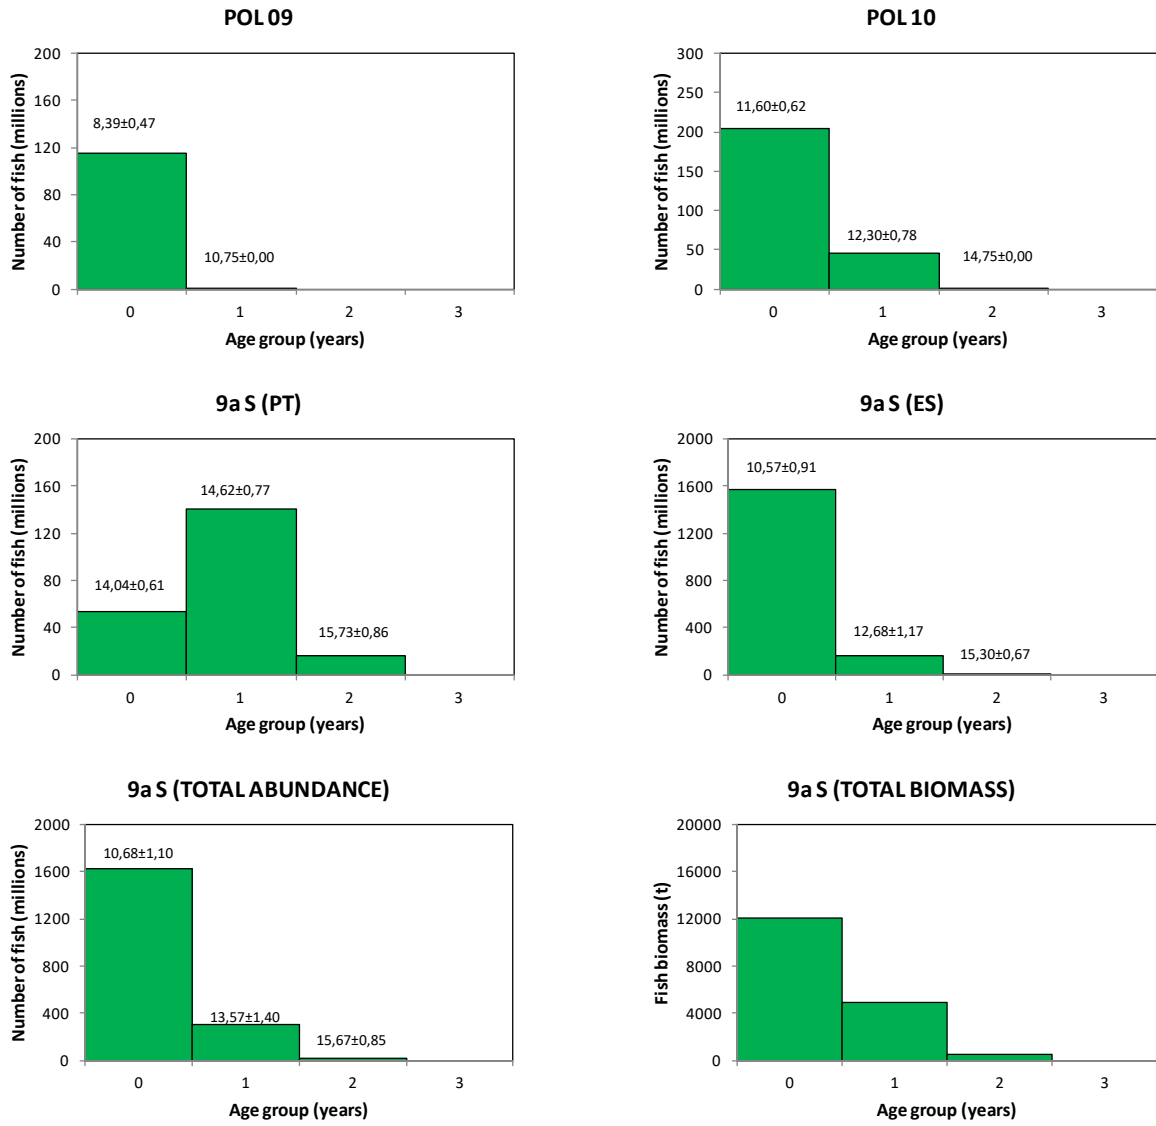 POL 09
200
160
120
80
40
0
Number of fish (millions)
8,39±0,47
10,75±0,00
0 1 2 3
Age group (years)
POL 10
300
250
200
150
100
50
0
Number of fish (millions)
11,60±0,62
12,30±0,78
14,75±0,00
0 1 2 3
Age group (years)
9a S (PT)
200
160
120
80
40
0
Number of fish (millions)
14,04±0,61
14,62±0,77
15,73±0,86
0 1 2 3
Age group (years)
9a S (ES)
2000
1600
1200
800
400
0
Number of fish (millions)
10,57±0,91
12,68±1,17
15,30±0,67
0 1 2 3
Age group (years)
9a S (TOTAL ABUNDANCE)
2000
1600
1200
800
400
0
Number of fish (millions)
10,68±1,10
13,57±1,40
15,67±0,85
0 1 2 3
Age group (years)
9a S (TOTAL BIOMASS)
20000
16000
12000
8000
4000
0
Fish biomass (t)
0 1 2 3
Age group (years)